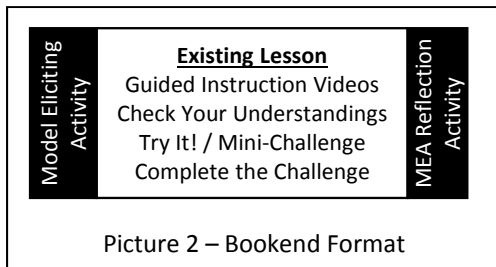 Model Eliciting
Activity
Existing Lesson
Guided Instruction Videos
Check Your Understandings
Try It! / Mini-Challenge
Complete the Challenge
MEA Reflection
Activity
Picture 2 – Bookend Format